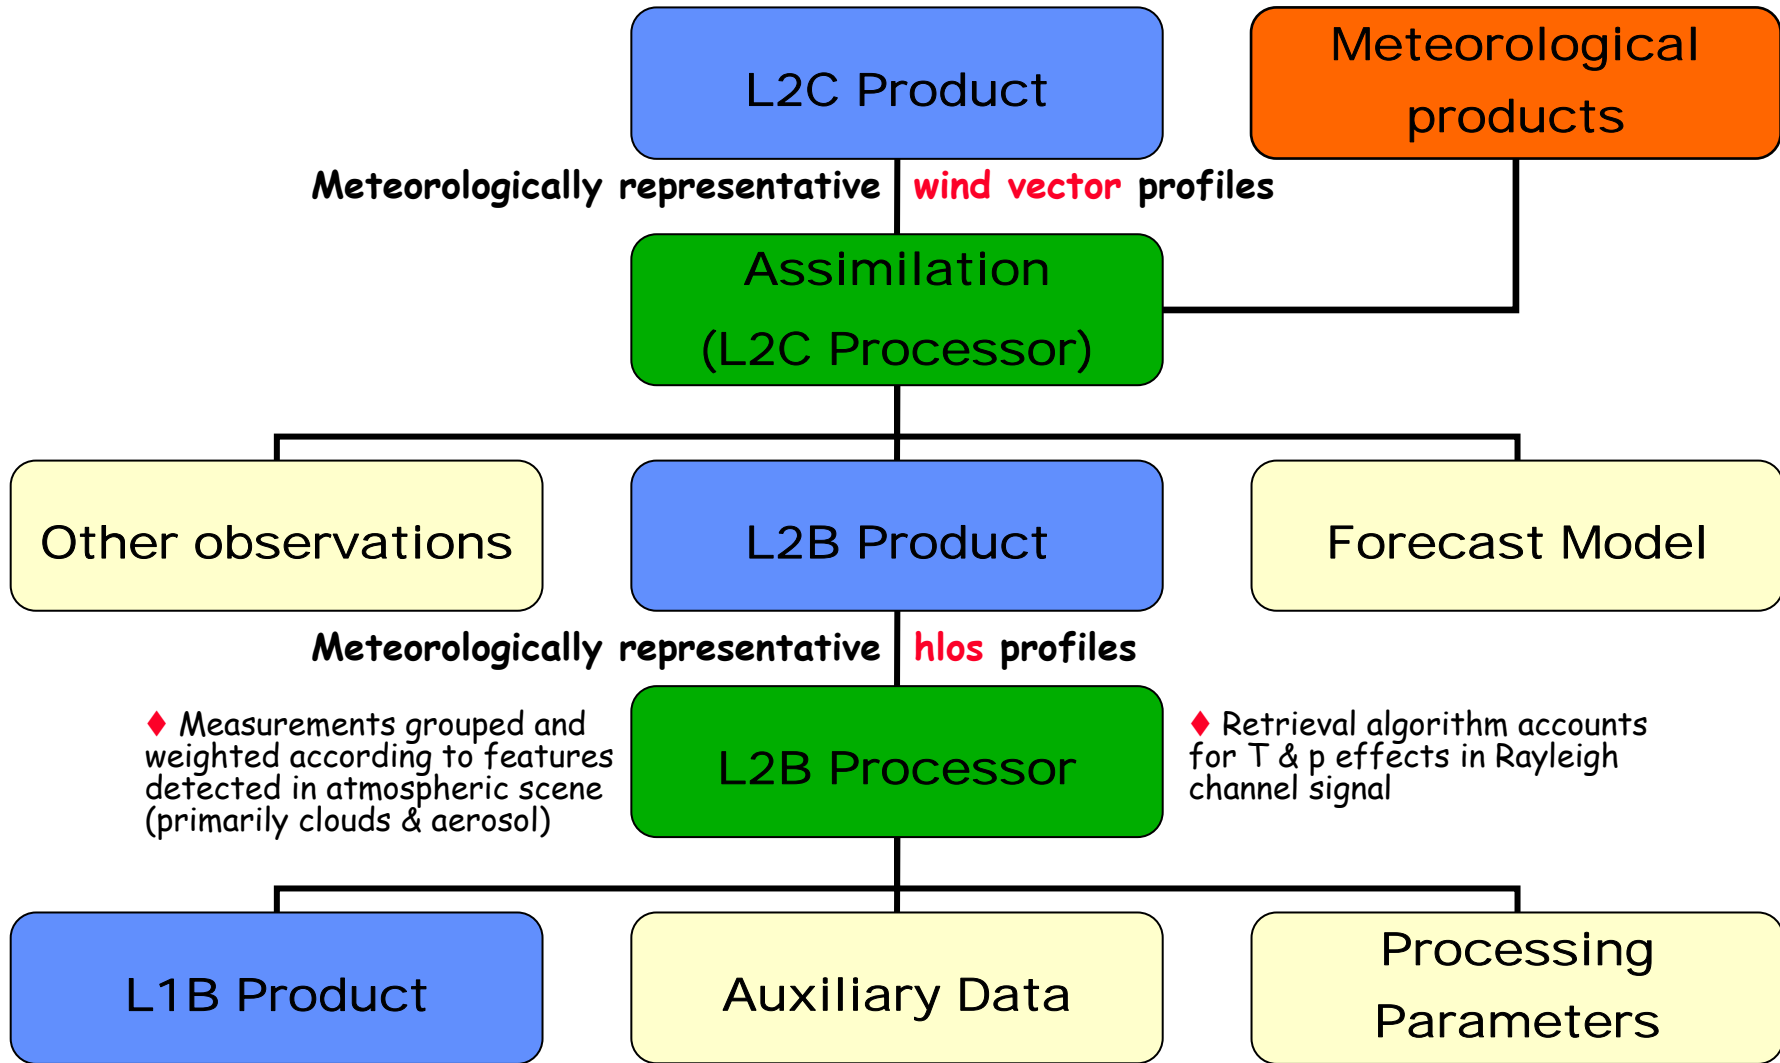 L2C Product
Meteorological
products
Meteorologically representative wind vector profiles
Assimilation
(L2C Processor)
Other observations
L2B Product
Forecast Model
Meteorologically representative hlos profiles
♦ Measurements grouped and
weighted according to features
detected in atmospheric scene
(primarily clouds & aerosol)
L2B Processor
♦ Retrieval algorithm accounts
for T & p effects in Rayleigh
channel signal
L1B Product
Auxiliary Data
Processing
Parameters